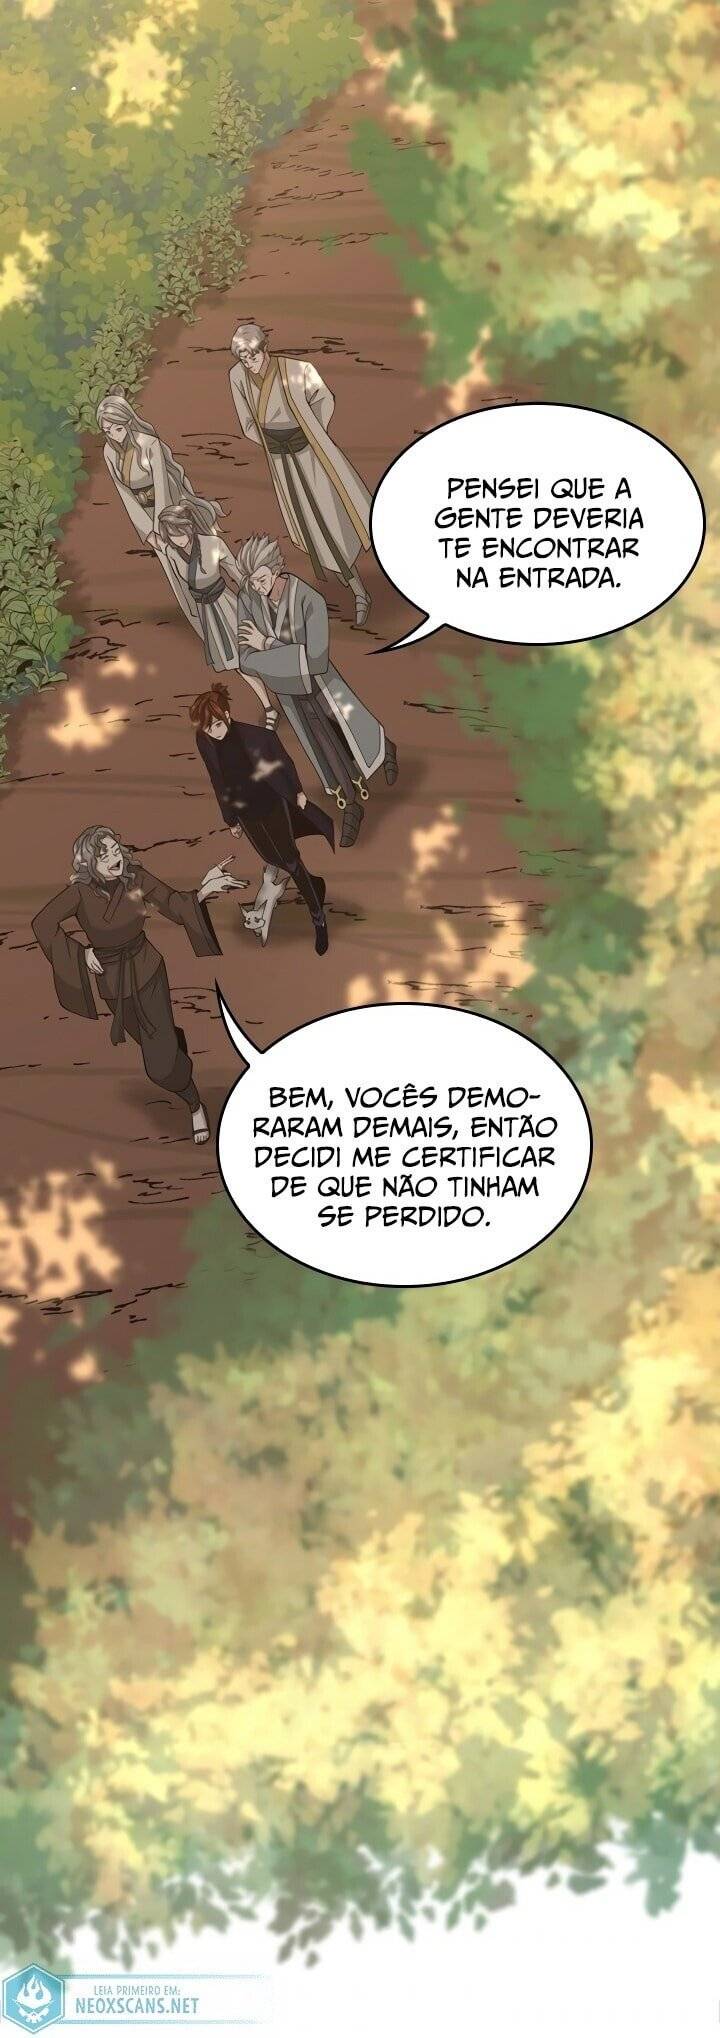 PENSEI QUE A
GENTE DEVERIA
TE ENCONTRAR
NA ENTRADA.
BEM, VOCÊS DEMO-
RARAM DEMAIS, ENTÃO
DECIDI ME CERTIFICAR
DE QUE NÃO TINHAM
SE PERDIDO.
LEIA PRIMEIRO EM:
NEOXSCANS.NET